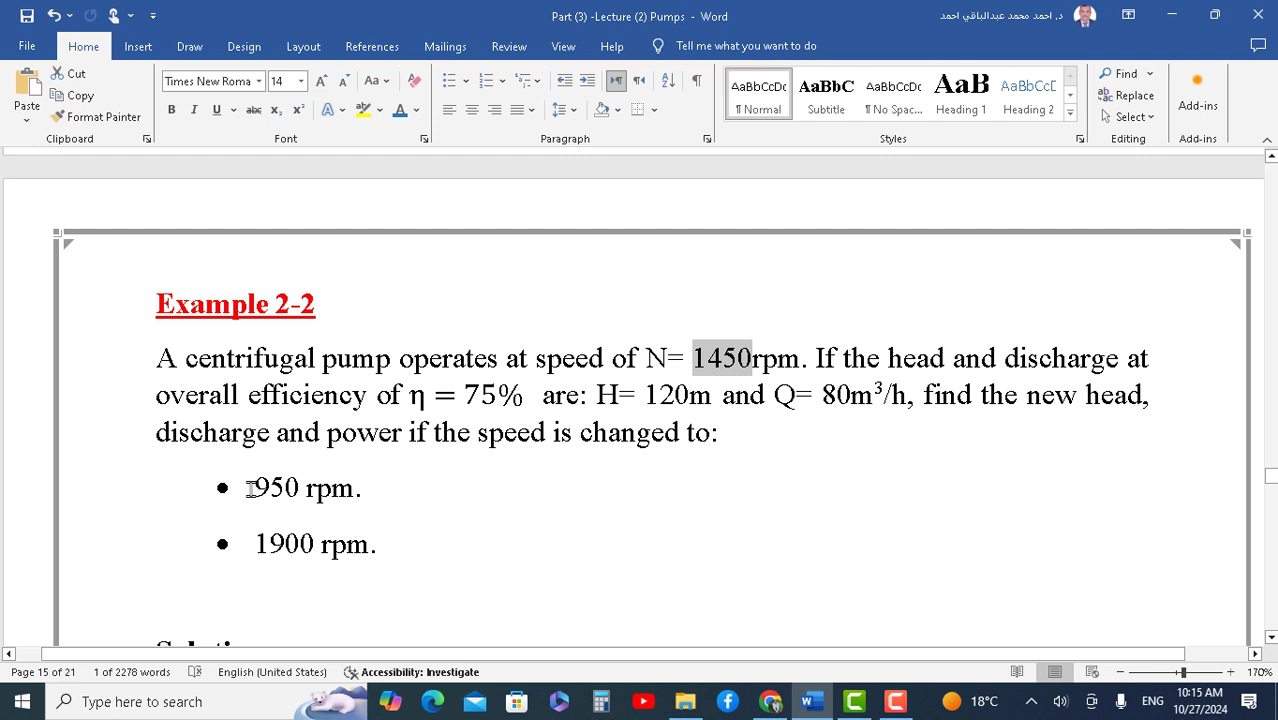 Part (3) -Lecture (2) Pumps - Word
د. احمد محمد عبدالباقي احمد
File Home Insert Draw Design Layout References Mailings Review View Help Tell me what you want to do
Paste
Cut
Copy
Format Painter
Clipboard
Times New Roma 14
Font
Paragraph
AaBbCcDc AaBbC AaBbCcDc AaB AaBbCcE
¶ Normal Subtitle ¶ No Spac... Heading 1 Heading 2
Styles
Find
Replace
Select
Editing
Add-ins
Add-ins
Example 2-2
A centrifugal pump operates at speed of N= 1450rpm. If the head and discharge at
overall efficiency of η = 75% are: H= 120m and Q= 80m³/h, find the new head,
discharge and power if the speed is changed to:
• 950 rpm.
• 1900 rpm.
Page 15 of 21 1 of 2278 words English (United States) Accessibility: Investigate 170%
Type here to search
18°C
ENG
10:15 AM
10/27/2024